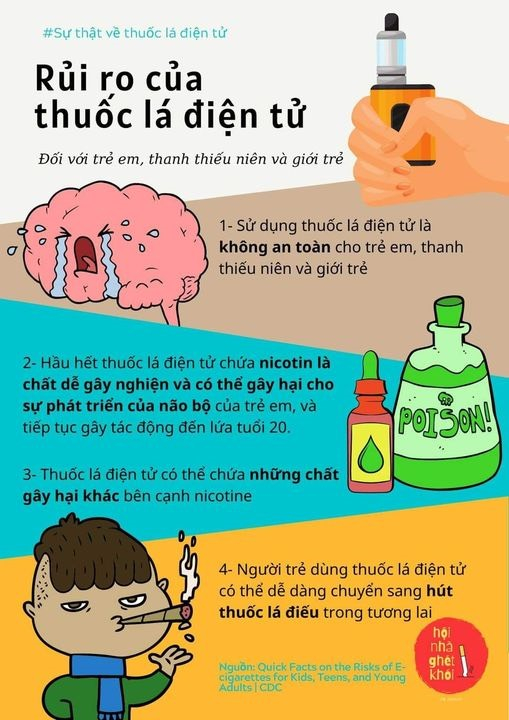 #Sự thật về thuốc lá điện tử
Rủi ro của
thuốc lá điện tử
Đối với trẻ em, thanh thiếu niên và giới trẻ
1- Sử dụng thuốc lá điện tử là
không an toàn cho trẻ em, thanh
thiếu niên và giới trẻ
2- Hầu hết thuốc lá điện tử chứa nicotin là
chất dễ gây nghiện và có thể gây hại cho
sự phát triển của não bộ của trẻ em, và
tiếp tục gây tác động đến lứa tuổi 20.
POISON!
3- Thuốc lá điện tử có thể chứa những chất
gây hại khác bên cạnh nicotine
4- Người trẻ dùng thuốc lá điện tử
có thể dễ dàng chuyển sang hút
thuốc lá điếu trong tương lai
hội
nhà
ghét
khói
Nguồn: Quick Facts on the Risks of E-
cigarettes for Kids, Teens, and Young
Adults | CDC